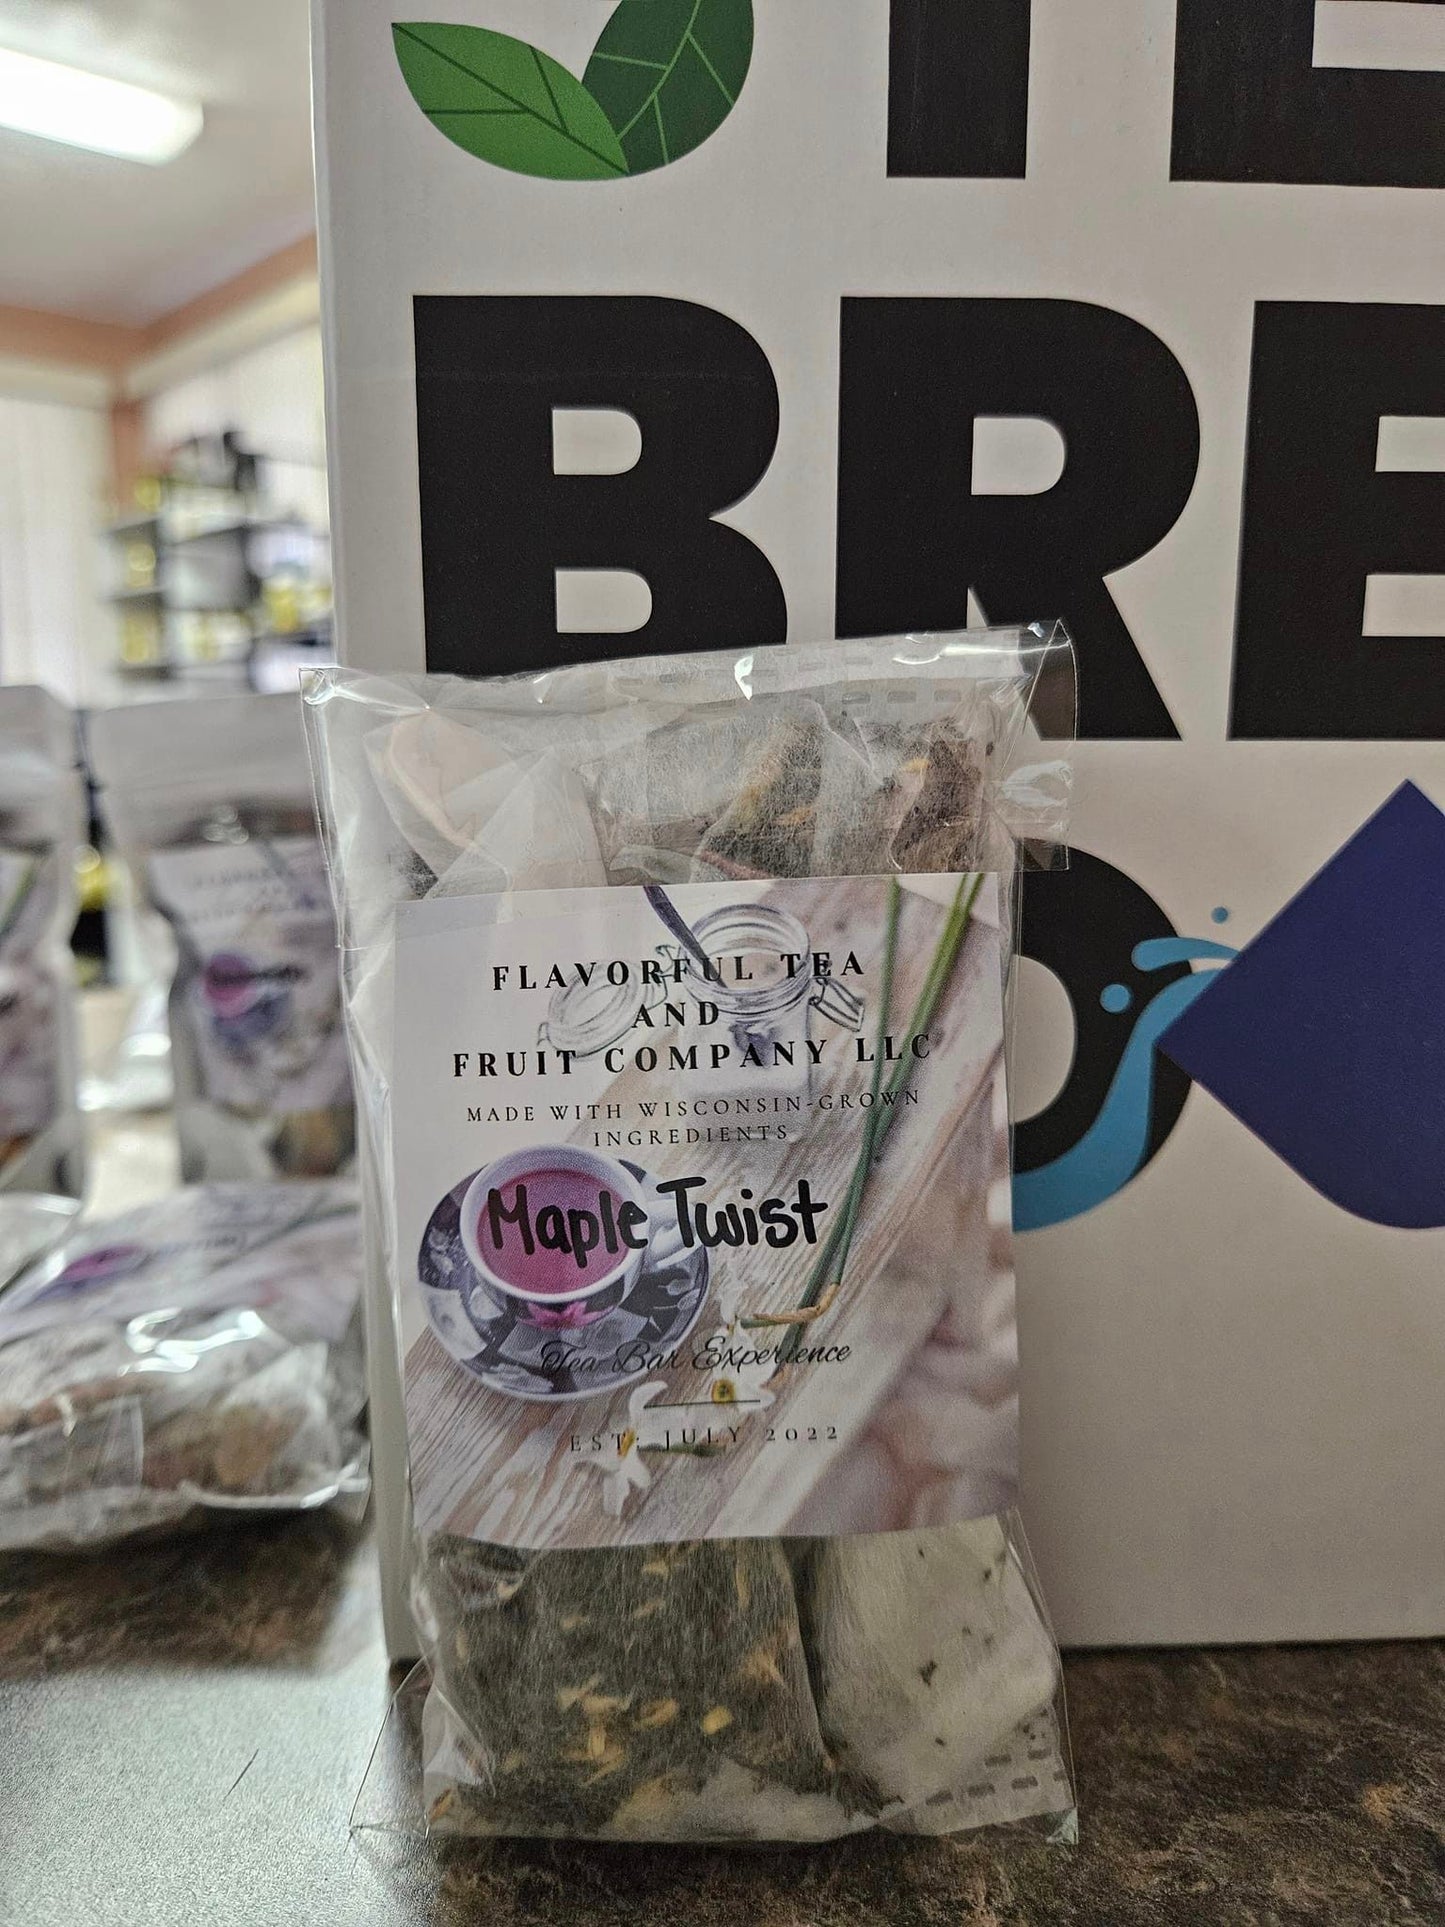 BRE
FLAVORFUL TEA
AND
FRUIT COMPANY LLC
MADE WITH WISCONSIN-GROWN
INGREDIENTS
Maple Twist
Tea Bar Experience
EST. JULY 2022